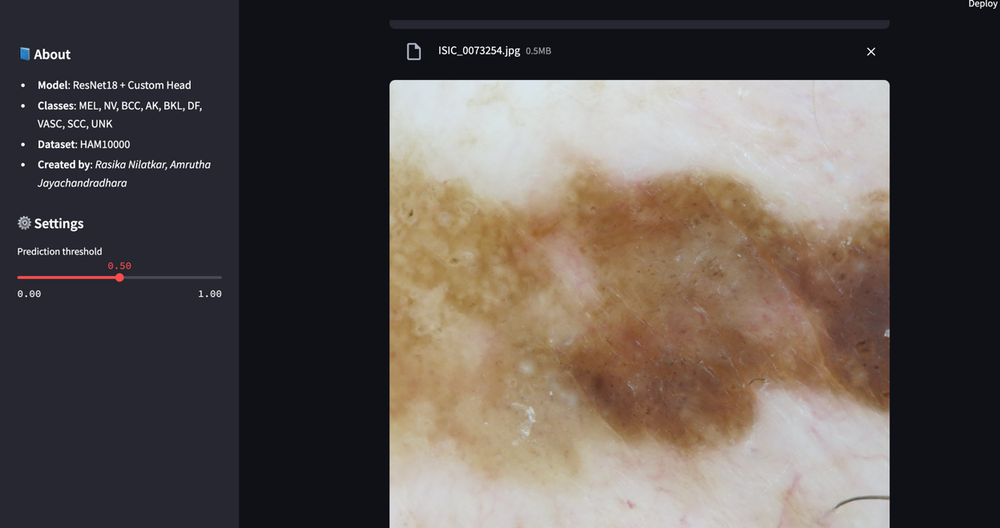 Deploy
About
Model: ResNet18 + Custom Head
Classes: MEL, NV, BCC, AK, BKL, DF,
VASC, SCC, UNK
Dataset: HAM10000
Created by: Rasika Nilatkar, Amrutha
Jayachandradhara
Settings
Prediction threshold
0.50
0.00 1.00
ISIC_0073254.jpg 0.5MB